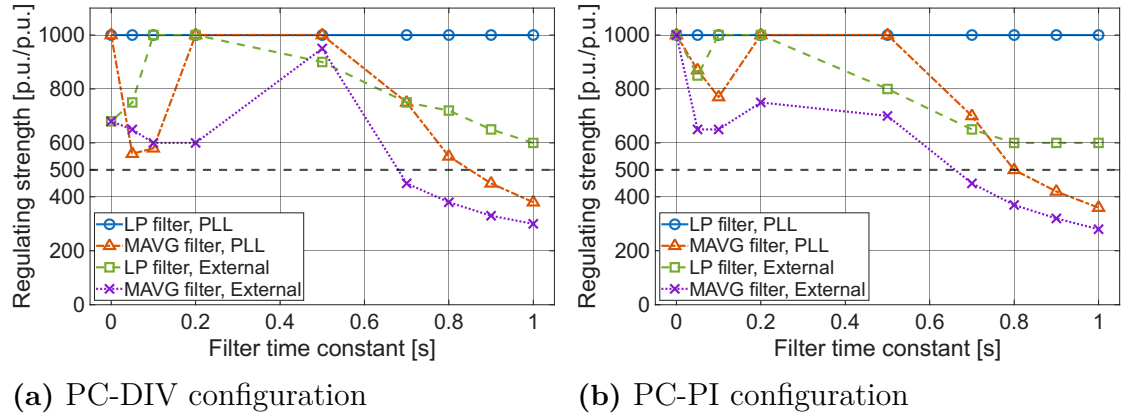 Regulating strength [p.u./p.u.]
1000
800
600
500
400
200
0
LP filter, PLL
MAVG filter, PLL
LP filter, External
MAVG filter, External
0 0.2 0.4 0.6 0.8 1
Filter time constant [s]
(a) PC-DIV configuration
Regulating strength [p.u./p.u.]
1000
800
600
500
400
200
0
LP filter, PLL
MAVG filter, PLL
LP filter, External
MAVG filter, External
0 0.2 0.4 0.6 0.8 1
Filter time constant [s]
(b) PC-PI configuration